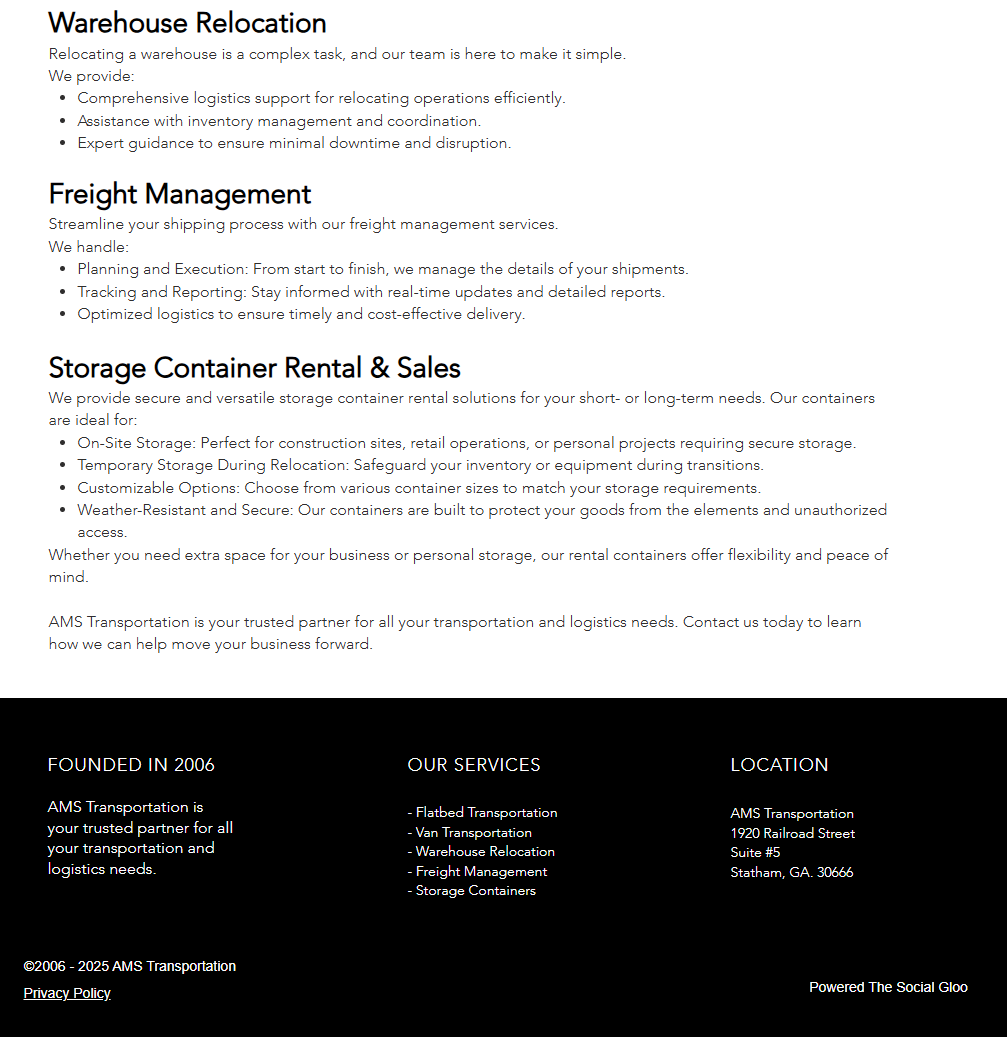 Warehouse Relocation
Relocating a warehouse is a complex task, and our team is here to make it simple.
We provide:
• Comprehensive logistics support for relocating operations efficiently.
• Assistance with inventory management and coordination.
• Expert guidance to ensure minimal downtime and disruption.
Freight Management
Streamline your shipping process with our freight management services.
We handle:
• Planning and Execution: From start to finish, we manage the details of your shipments.
• Tracking and Reporting: Stay informed with real-time updates and detailed reports.
• Optimized logistics to ensure timely and cost-effective delivery.
Storage Container Rental & Sales
We provide secure and versatile storage container rental solutions for your short- or long-term needs. Our containers
are ideal for:
• On-Site Storage: Perfect for construction sites, retail operations, or personal projects requiring secure storage.
• Temporary Storage During Relocation: Safeguard your inventory or equipment during transitions.
• Customizable Options: Choose from various container sizes to match your storage requirements.
• Weather-Resistant and Secure: Our containers are built to protect your goods from the elements and unauthorized
access.
Whether you need extra space for your business or personal storage, our rental containers offer flexibility and peace of
mind.
AMS Transportation is your trusted partner for all your transportation and logistics needs. Contact us today to learn
how we can help move your business forward.
FOUNDED IN 2006
AMS Transportation is
your trusted partner for all
your transportation and
logistics needs.
OUR SERVICES
- Flatbed Transportation
- Van Transportation
- Warehouse Relocation
- Freight Management
- Storage Containers
LOCATION
AMS Transportation
1920 Railroad Street
Suite #5
Statham, GA. 30666
©2006 - 2025 AMS Transportation
Privacy Policy
Powered The Social Gloo